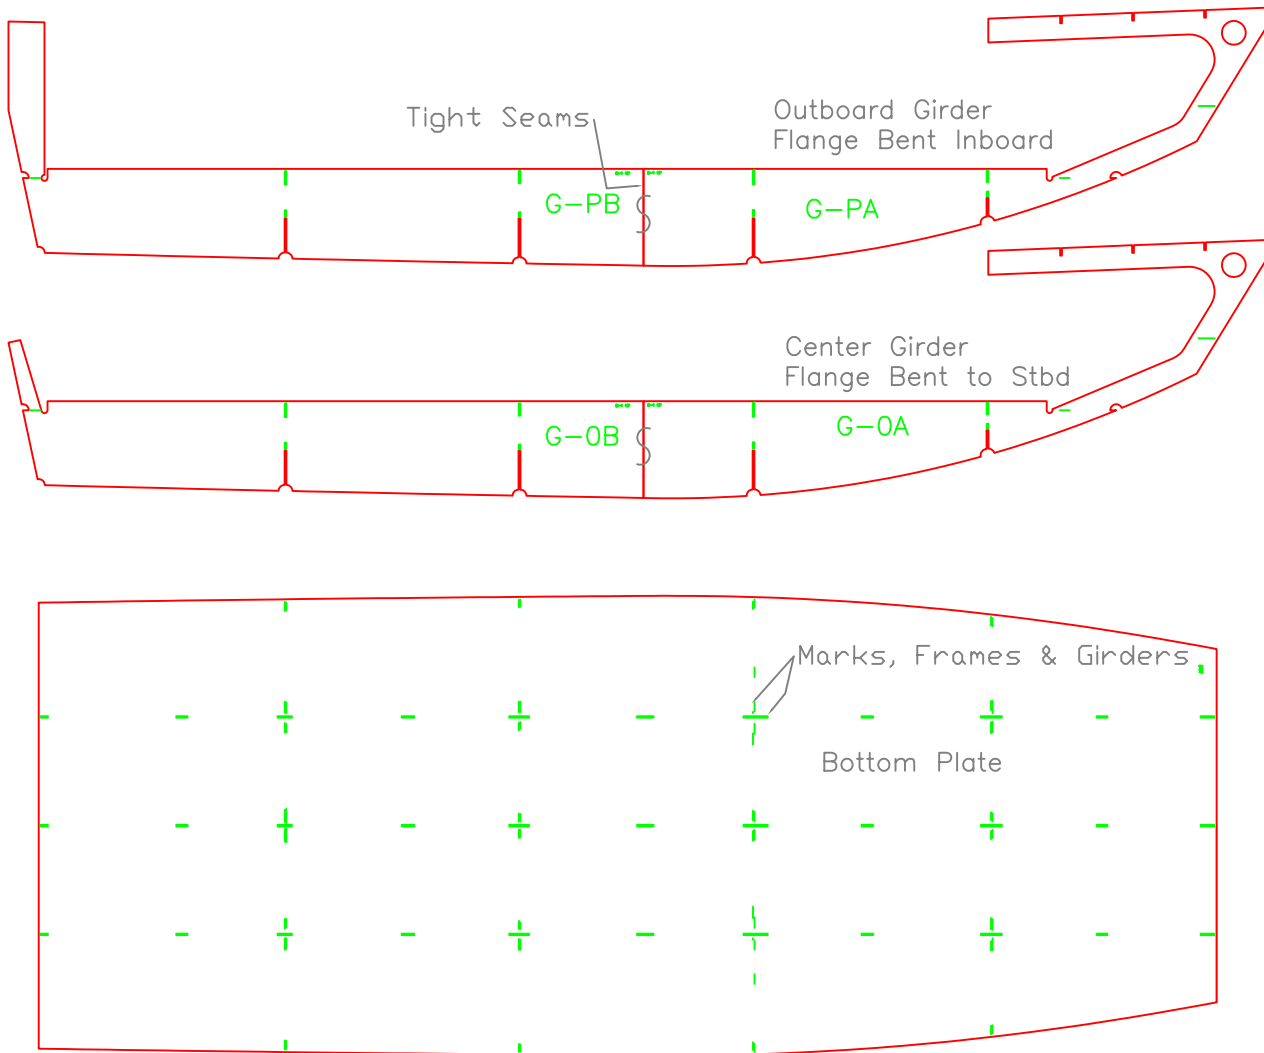 Tight Seams
Outboard Girder
Flange Bent Inboard
G-PB
G-PA
Center Girder
Flange Bent to Stbd
G-0B
G-0A
Marks, Frames & Girders
Bottom Plate